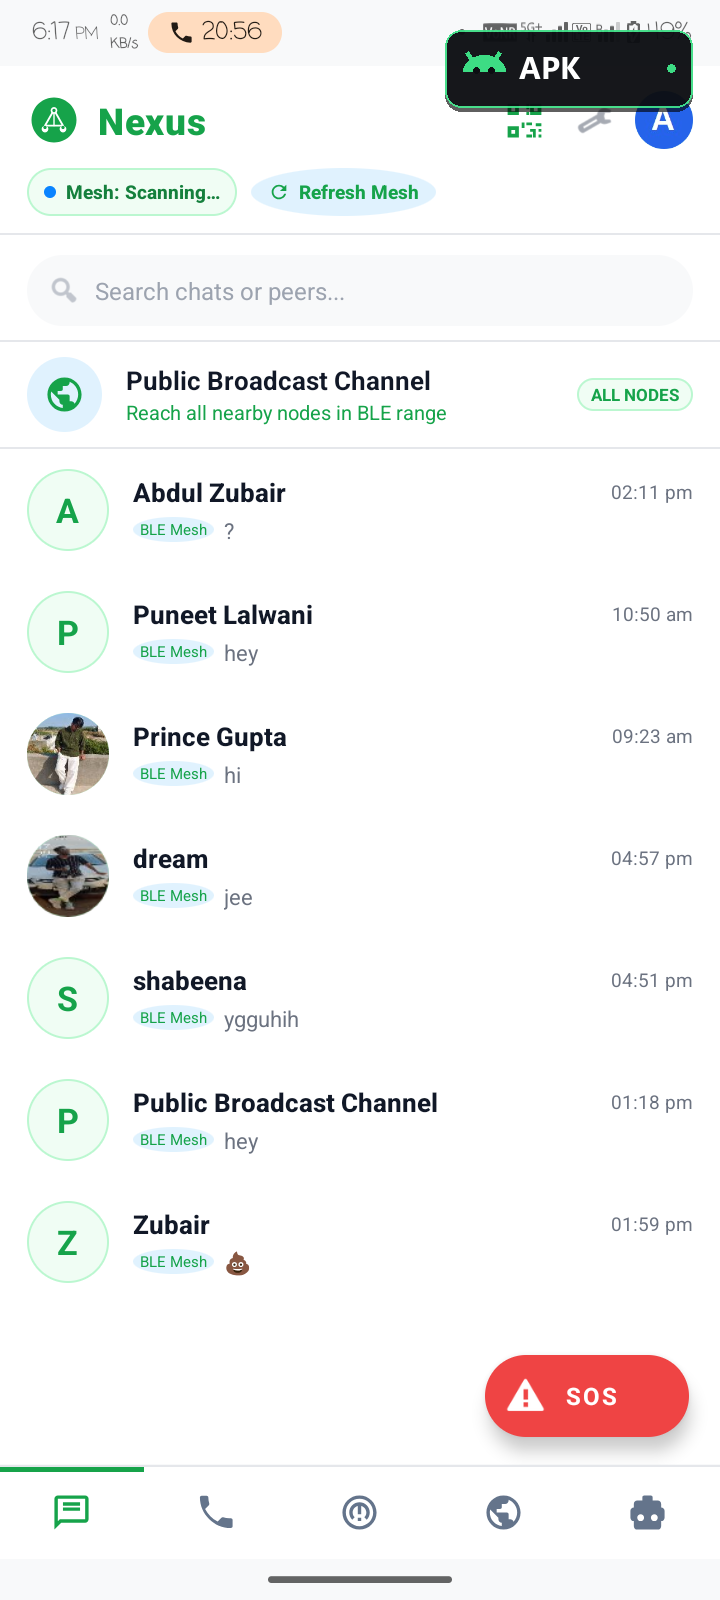 6:17 PM 0.0 KB/s 20:56 5G+ 49%
APK
Nexus
A
Mesh: Scanning... Refresh Mesh
Search chats or peers...
Public Broadcast Channel
Reach all nearby nodes in BLE range
ALL NODES
A
Abdul Zubair 02:11 pm
BLE Mesh ?
P
Puneet Lalwani 10:50 am
BLE Mesh hey
Prince Gupta 09:23 am
BLE Mesh hi
dream 04:57 pm
BLE Mesh jee
S
shabeena 04:51 pm
BLE Mesh ygguhih
P
Public Broadcast Channel 01:18 pm
BLE Mesh hey
Z
Zubair 01:59 pm
BLE Mesh 💩
SOS